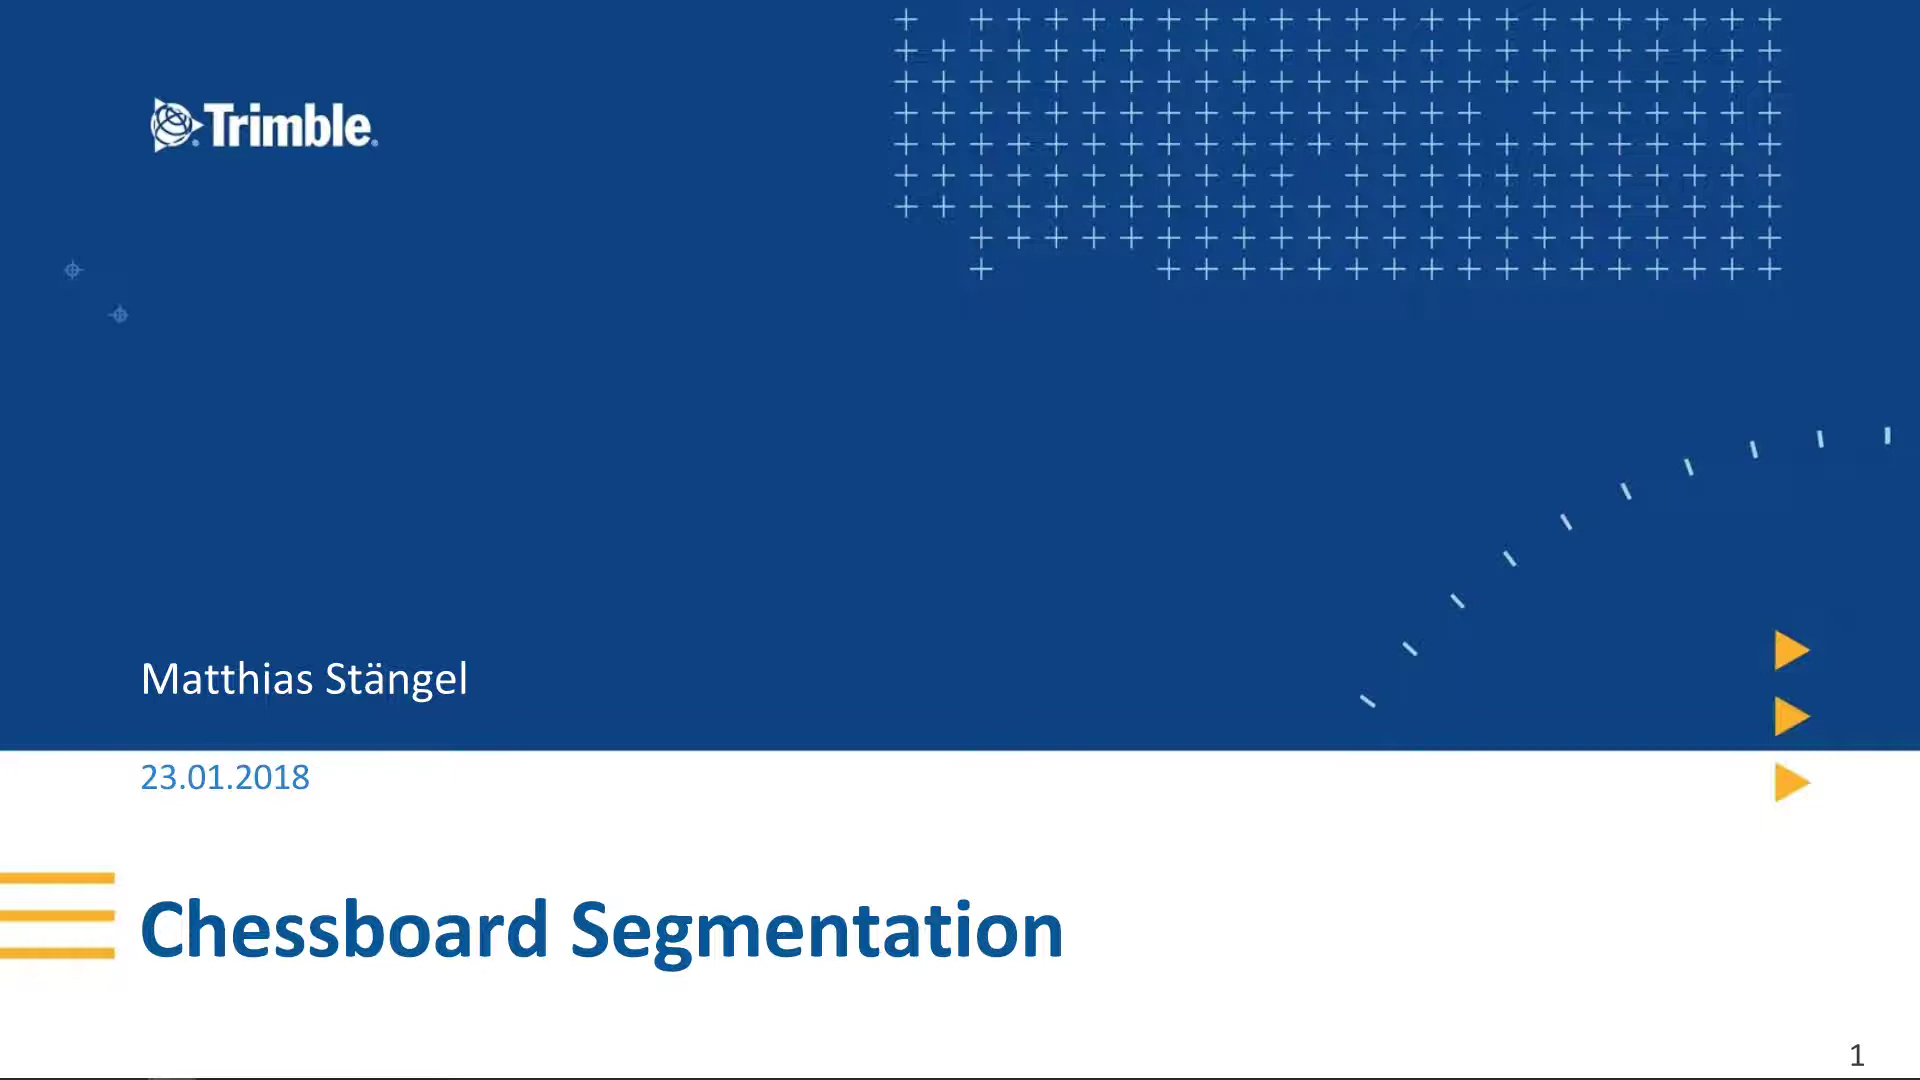 Trimble
Matthias Stängel
23.01.2018
Chessboard Segmentation
1